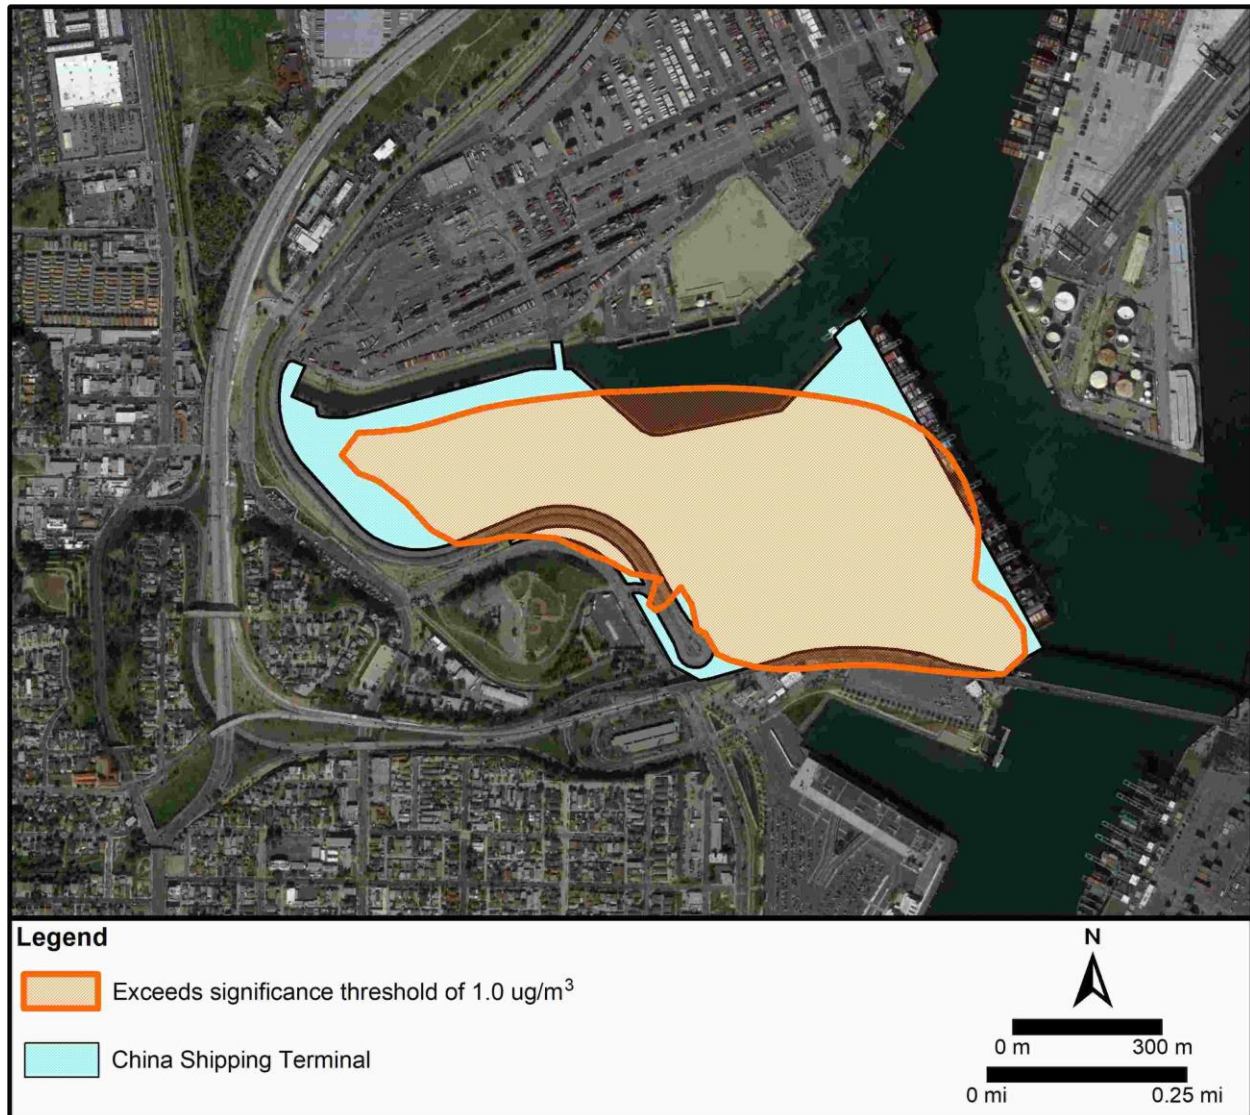 Legend
Exceeds significance threshold of 1.0 ug/m³
China Shipping Terminal
N
0 m 300 m
0 mi 0.25 mi